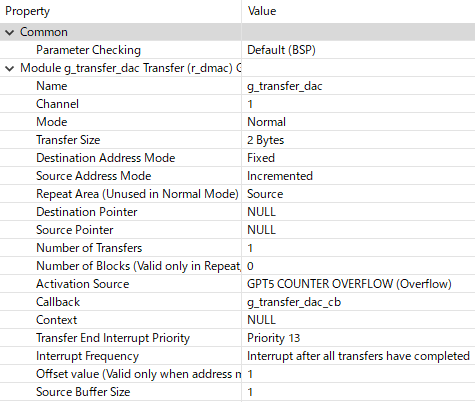 Property Value
Common
Parameter Checking Default (BSP)
Module g_transfer_dac Transfer (r_dmac) G
Name g_transfer_dac
Channel 1
Mode Normal
Transfer Size 2 Bytes
Destination Address Mode Fixed
Source Address Mode Incremented
Repeat Area (Unused in Normal Mode) Source
Destination Pointer NULL
Source Pointer NULL
Number of Transfers 1
Number of Blocks (Valid only in Repeat, 0
Activation Source GPT5 COUNTER OVERFLOW (Overflow)
Callback g_transfer_dac_cb
Context NULL
Transfer End Interrupt Priority Priority 13
Interrupt Frequency Interrupt after all transfers have completed
Offset value (Valid only when address m 1
Source Buffer Size 1